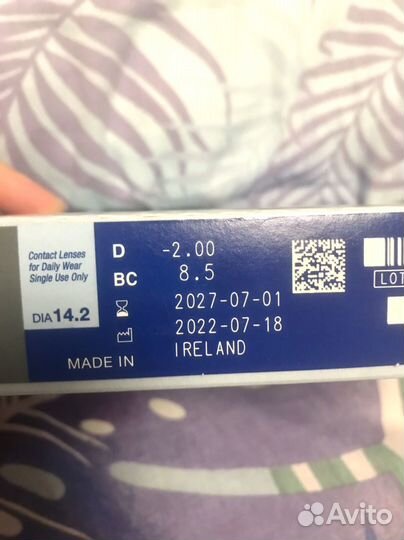 Contact Lenses
for Daily Wear
Single Use Only
DIA 14.2
D -2.00
BC 8.5
2027-07-01
2022-07-18
MADE IN IRELAND
LOT
Avito